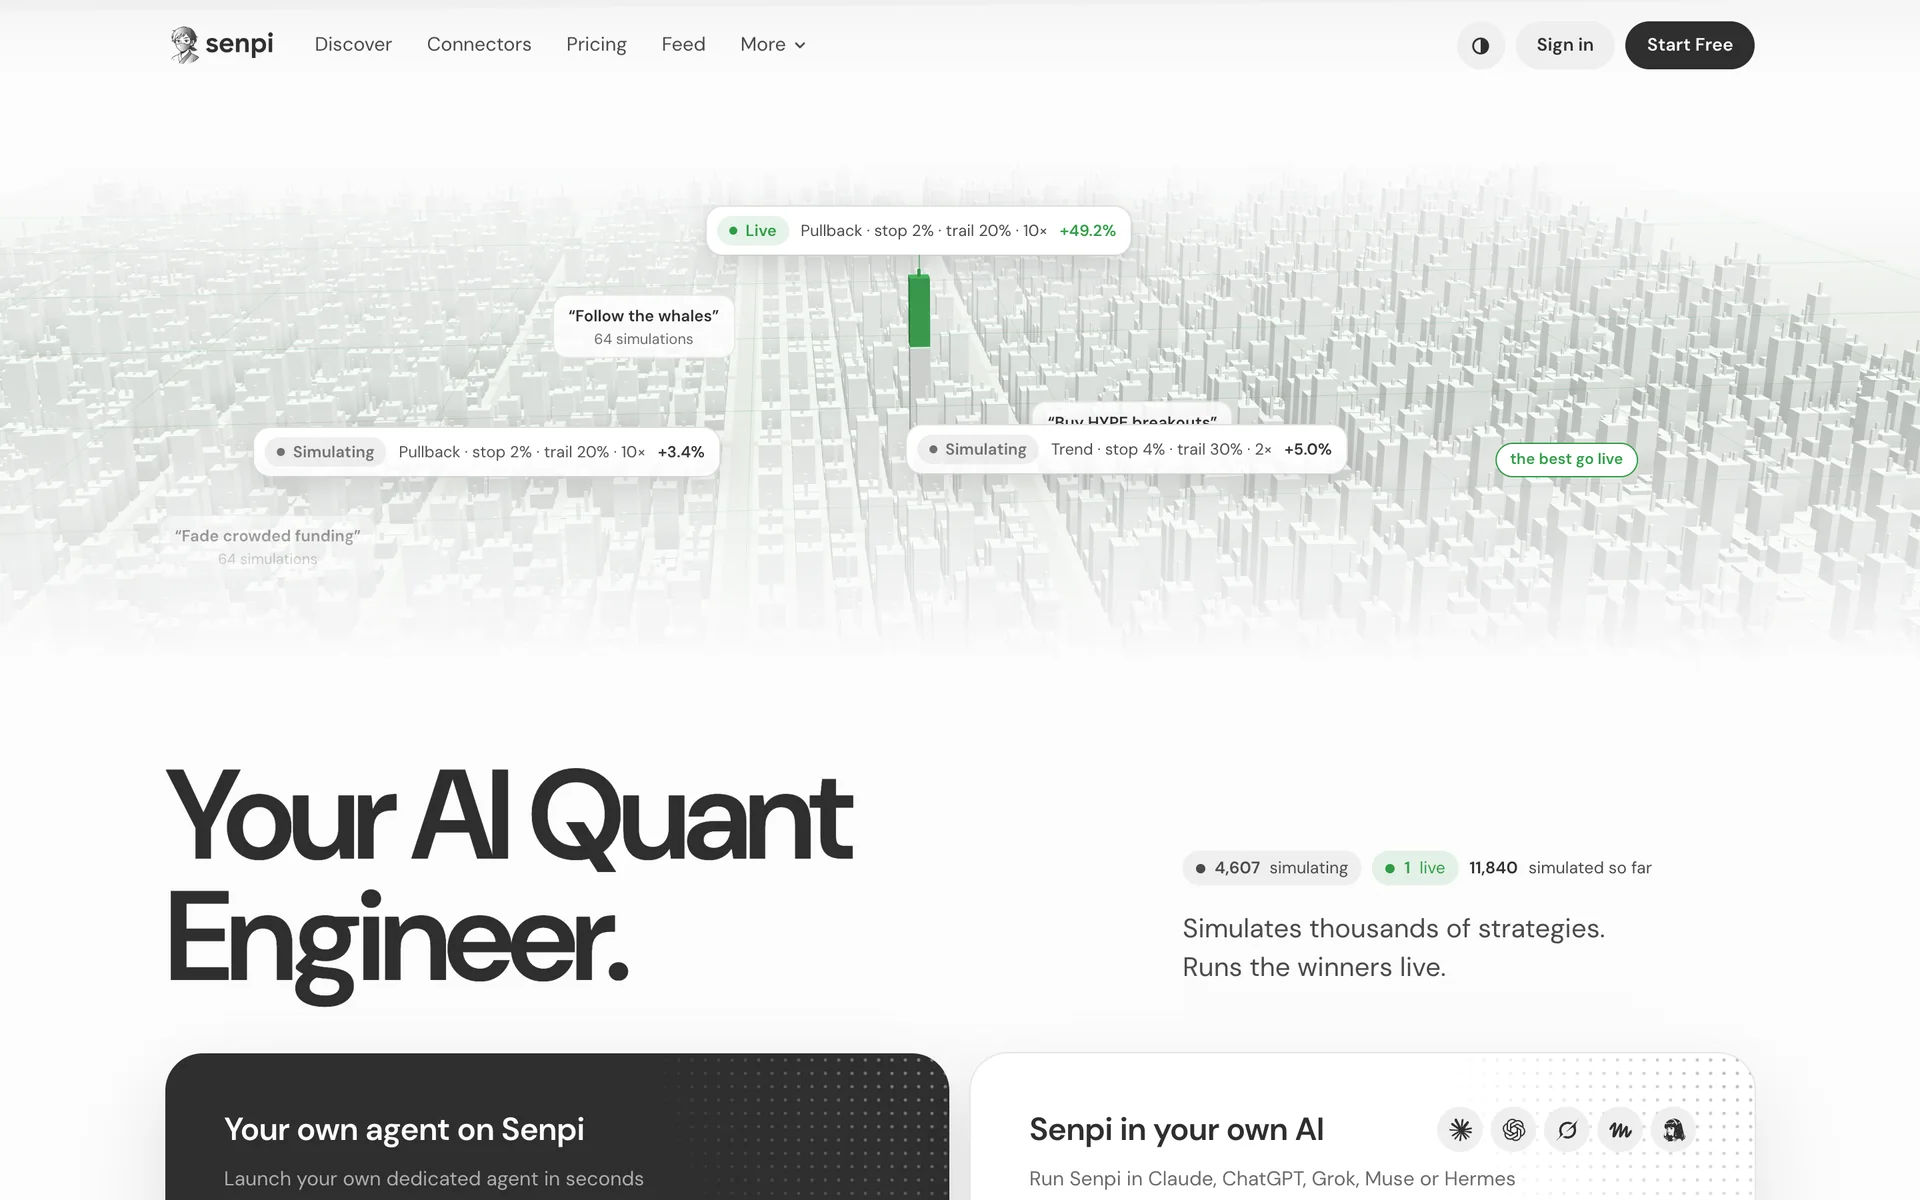 senpi
Discover
Connectors
Pricing
Feed
More
Sign in
Start Free
Live Pullback · stop 2% · trail 20% · 10× +49.2%
“Follow the whales”
64 simulations
“Buy HYPE breakouts”
Simulating Pullback · stop 2% · trail 20% · 10× +3.4%
Simulating Trend · stop 4% · trail 30% · 2× +5.0%
the best go live
“Fade crowded funding”
64 simulations
Your AI Quant
Engineer.
4,607 simulating
1 live
11,840 simulated so far
Simulates thousands of strategies.
Runs the winners live.
Your own agent on Senpi
Launch your own dedicated agent in seconds
Senpi in your own AI
Run Senpi in Claude, ChatGPT, Grok, Muse or Hermes